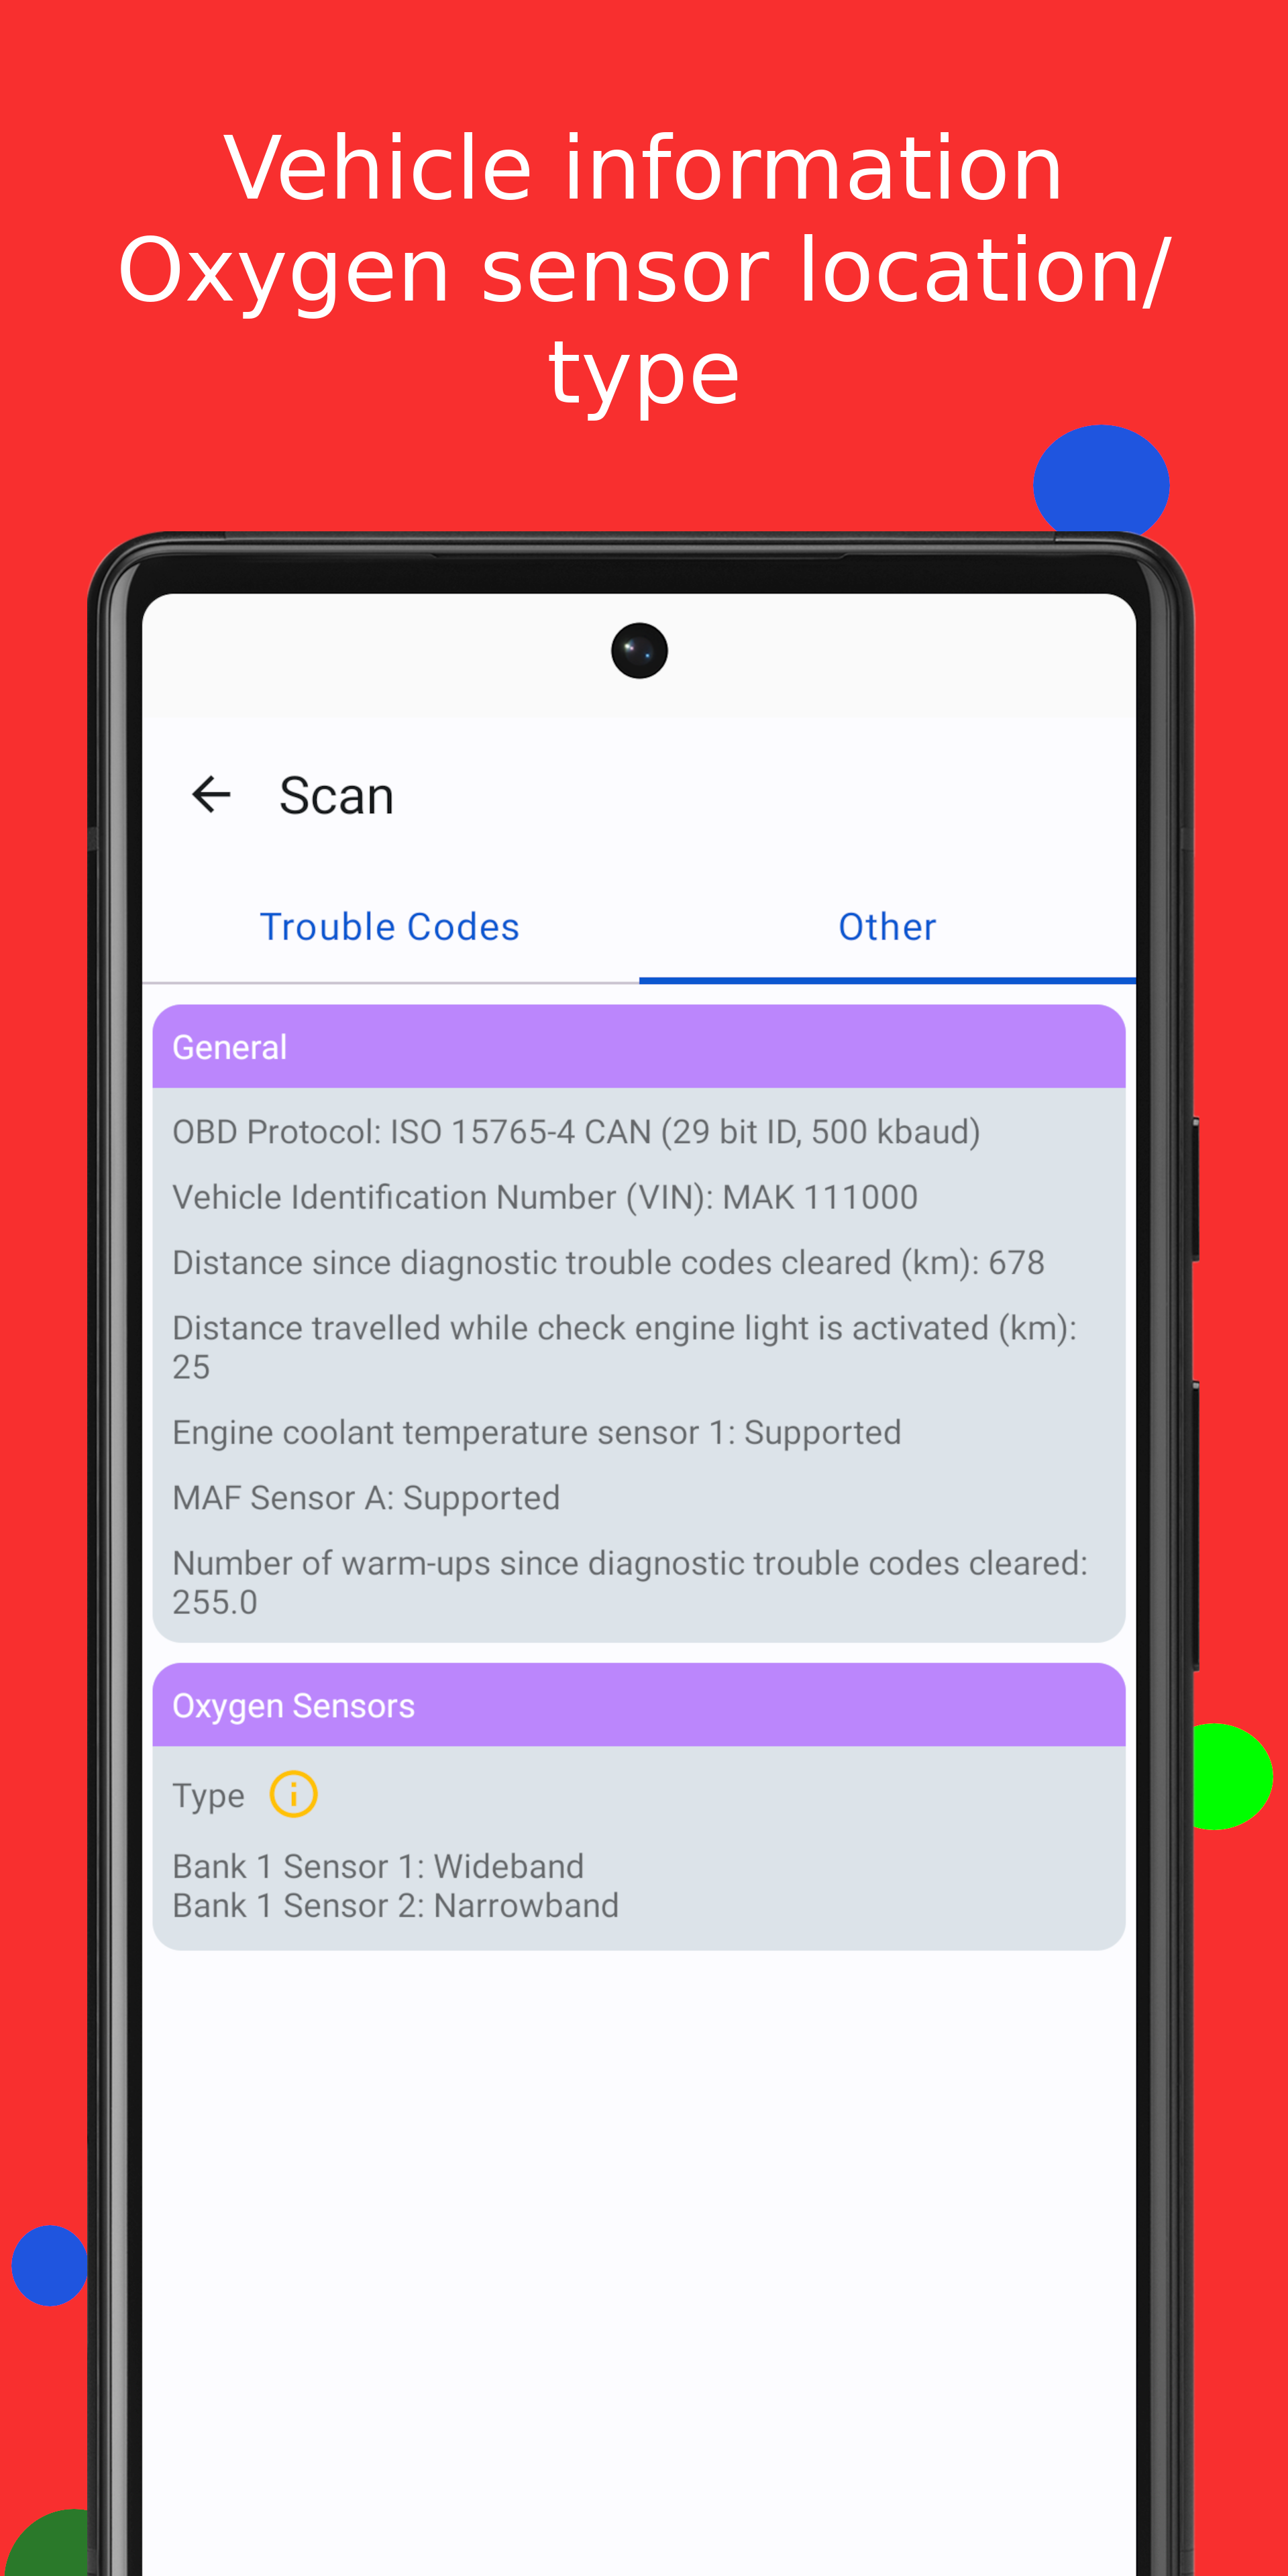 Vehicle information
Oxygen sensor location/
type
Scan
Trouble Codes
Other
General
OBD Protocol: ISO 15765-4 CAN (29 bit ID, 500 kbaud)
Vehicle Identification Number (VIN): MAK 111000
Distance since diagnostic trouble codes cleared (km): 678
Distance travelled while check engine light is activated (km):
25
Engine coolant temperature sensor 1: Supported
MAF Sensor A: Supported
Number of warm-ups since diagnostic trouble codes cleared:
255.0
Oxygen Sensors
Type
Bank 1 Sensor 1: Wideband
Bank 1 Sensor 2: Narrowband